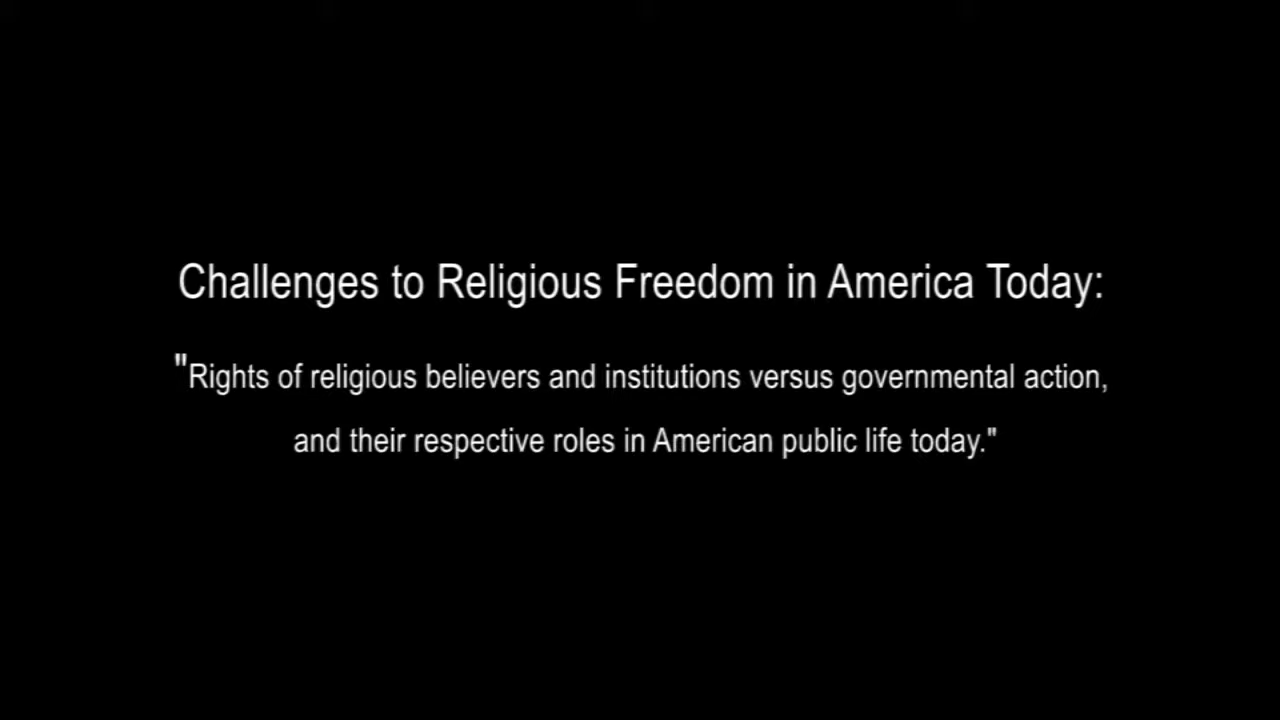 Challenges to Religious Freedom in America Today:
"Rights of religious believers and institutions versus governmental action,
and their respective roles in American public life today."